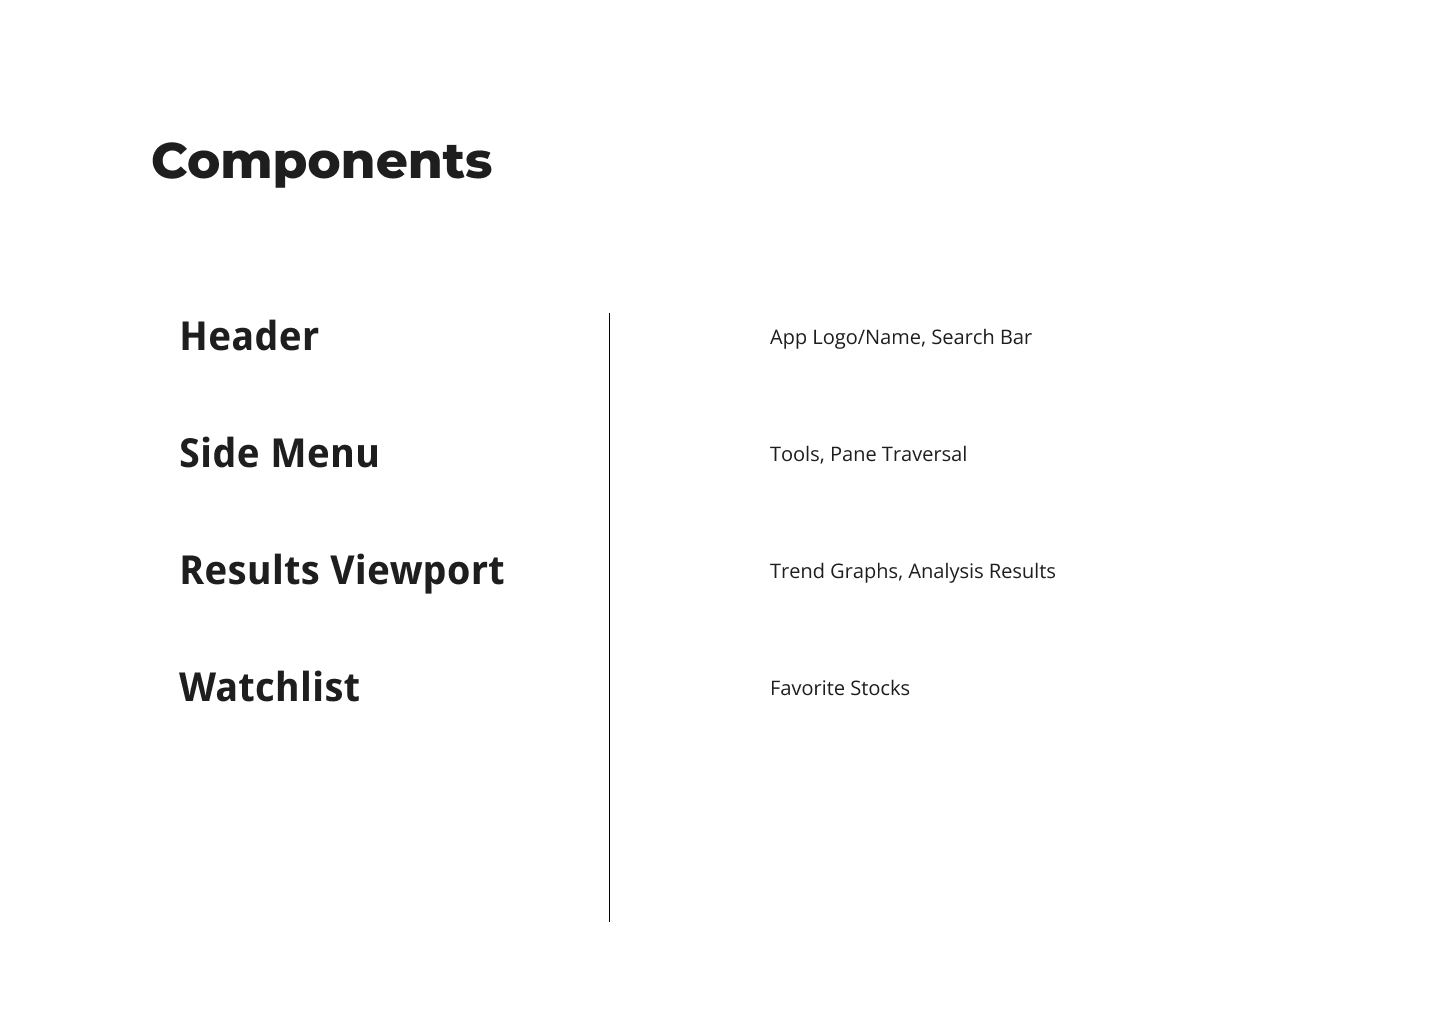 Components
Header
App Logo/Name, Search Bar
Side Menu
Tools, Pane Traversal
Results Viewport
Trend Graphs, Analysis Results
Watchlist
Favorite Stocks